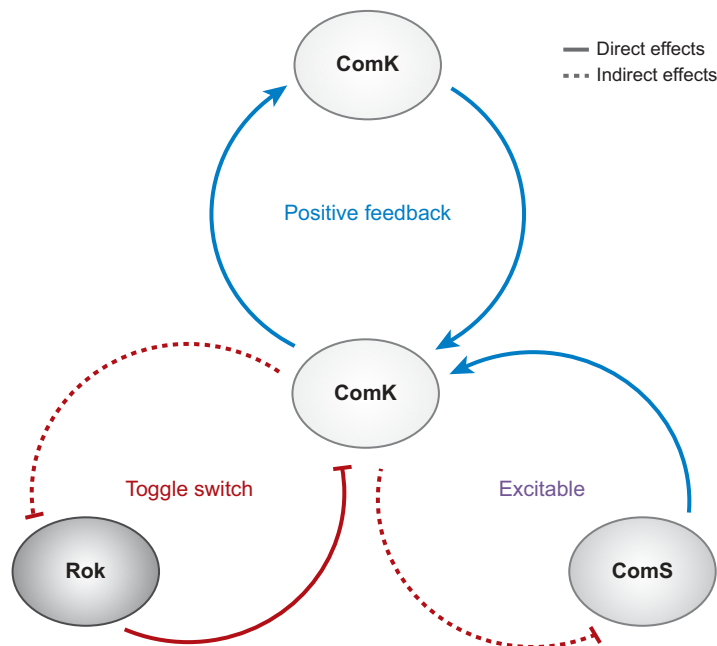 ComK
Direct effects
Indirect effects
Positive feedback
ComK
Toggle switch
Excitable
Rok
ComS